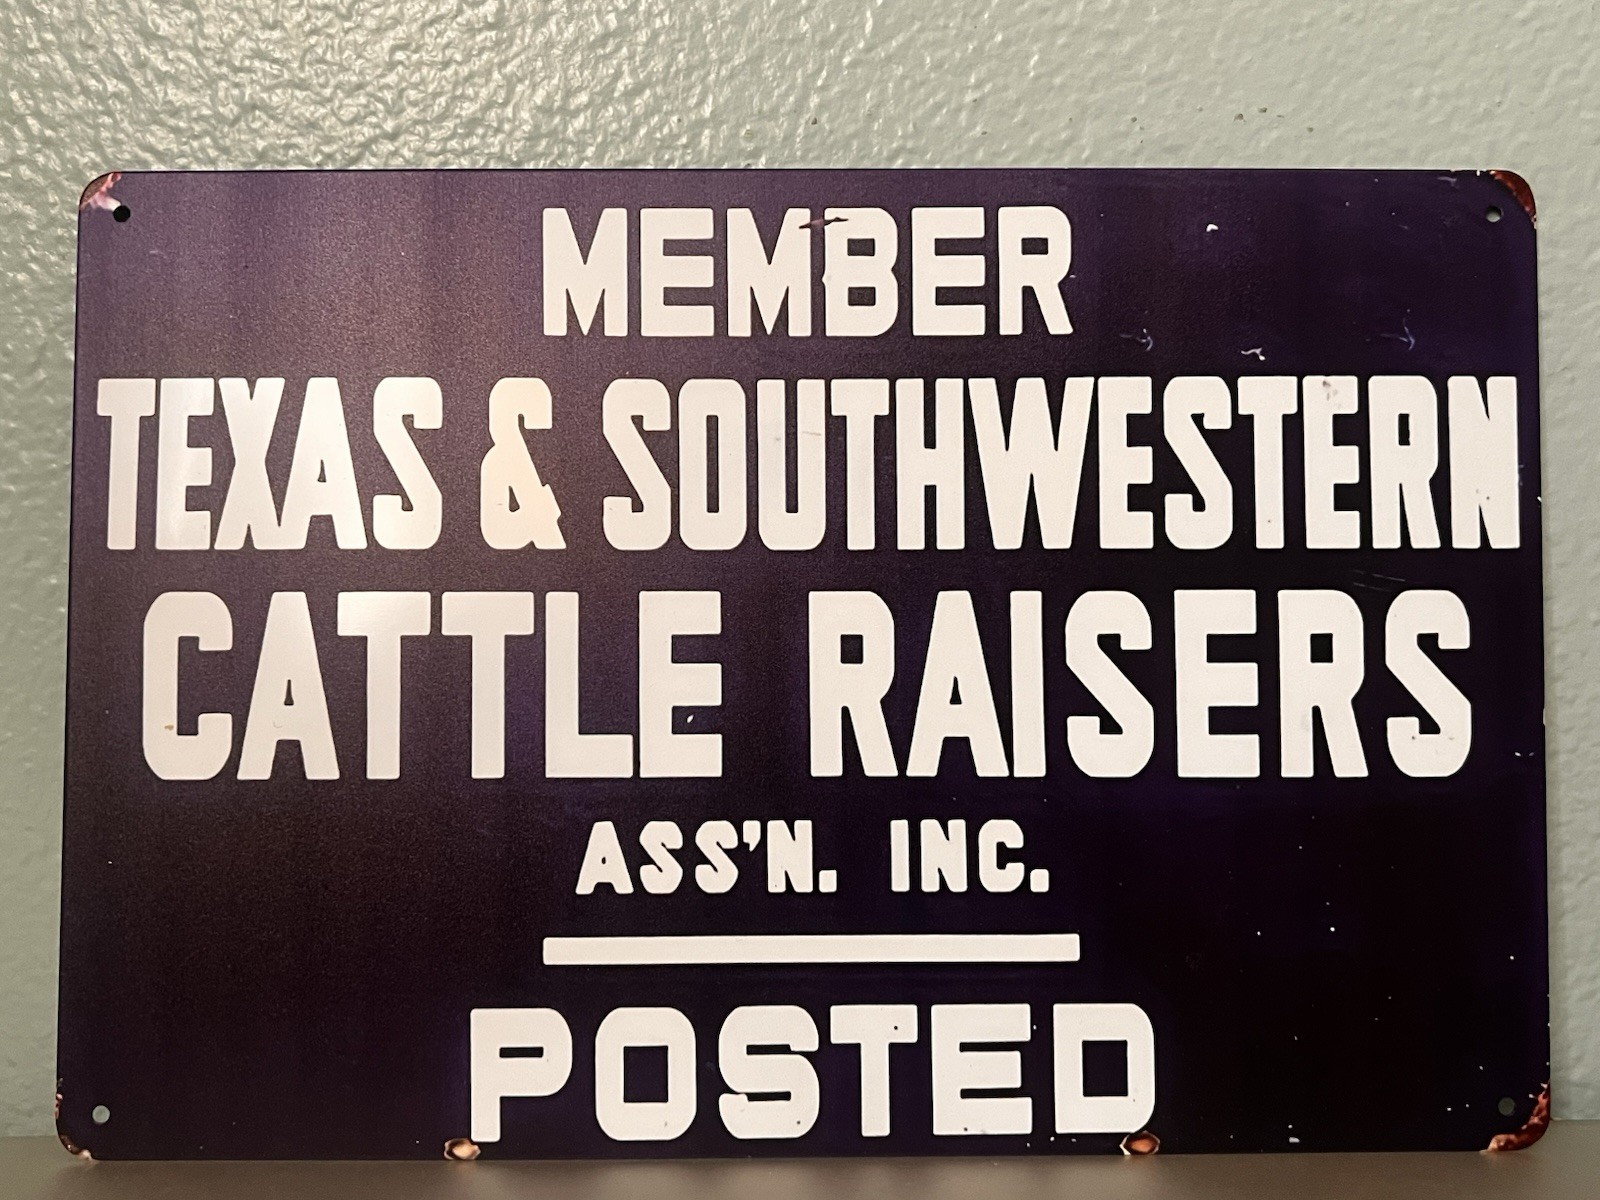 MEMBER
TEXAS & SOUTHWESTERN
CATTLE RAISERS
ASS'N. INC.
POSTED